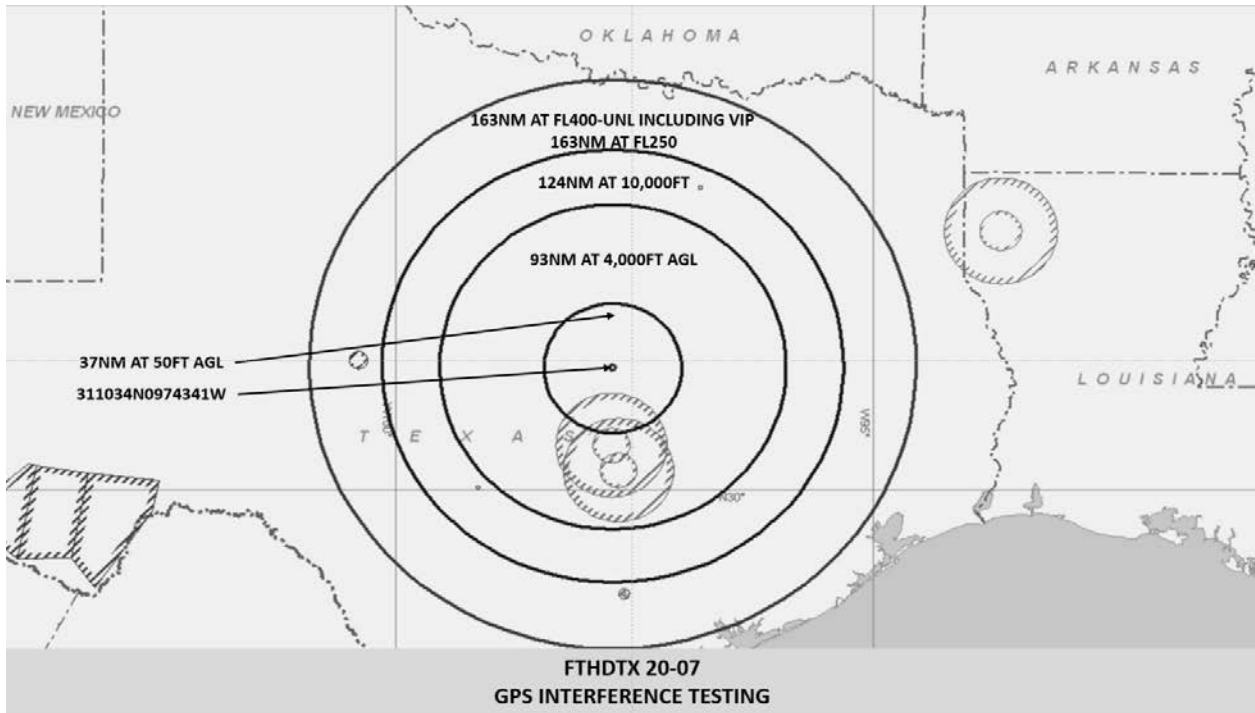 OKLAHOMA
ARKANSAS
NEW MEXICO
163NM AT FL400-UNL INCLUDING VIP
163NM AT FL250
124NM AT 10,000FT
93NM AT 4,000FT AGL
37NM AT 50FT AGL
311034N0974341W
LOUISIANA
TEXAS
W95°
N30°
FTHDTX 20-07
GPS INTERFERENCE TESTING